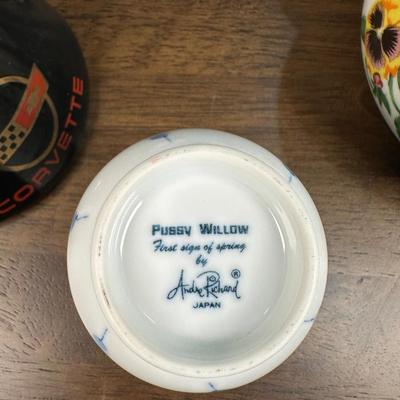 CORVETTE
PUSSY WILLOW
First sign of spring
by
Andre Richard ®
JAPAN